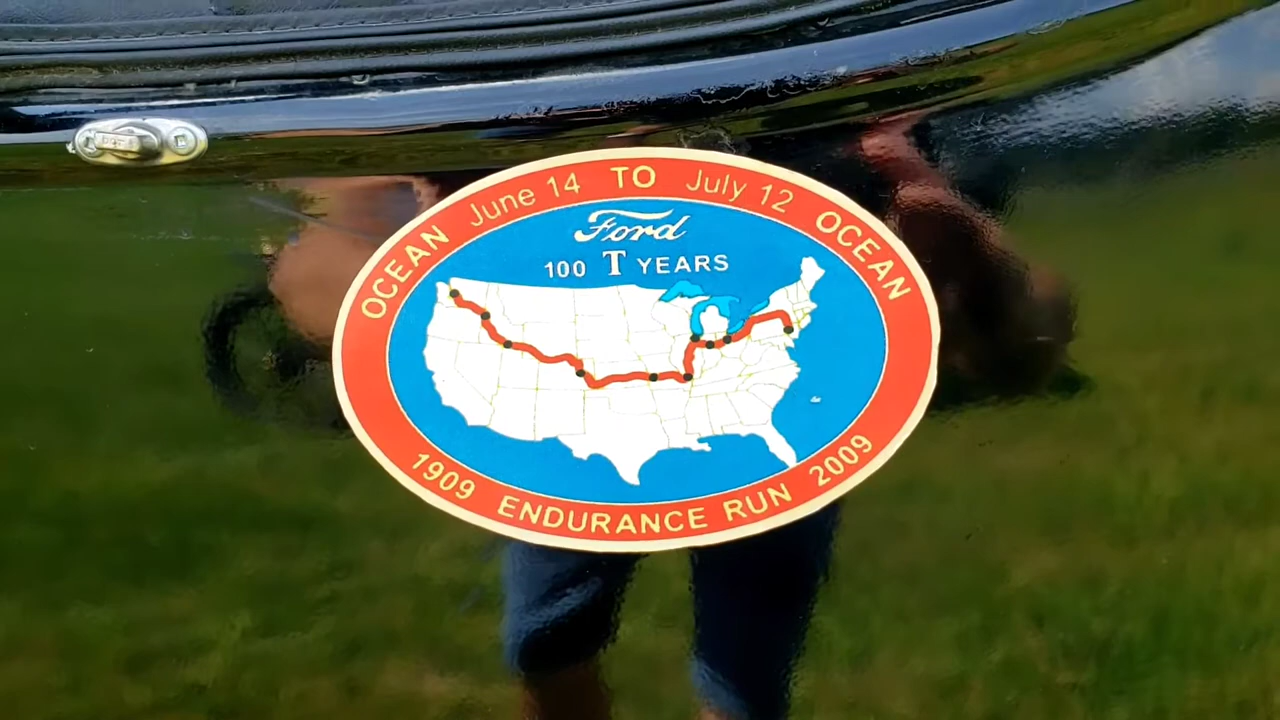 OCEAN June 14 TO July 12 OCEAN
Ford
100 T YEARS
1909 ENDURANCE RUN 2009